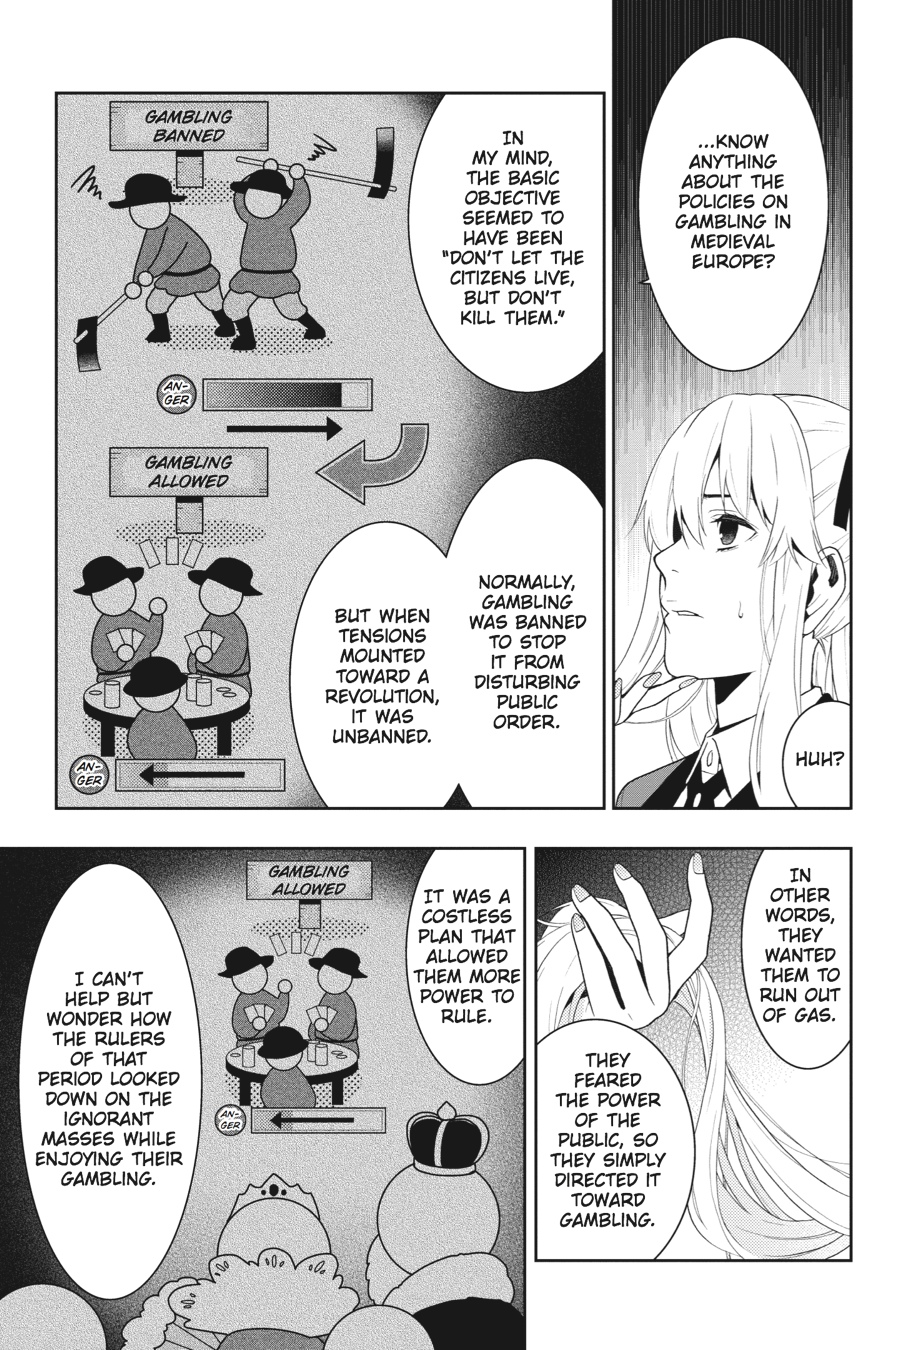 ...KNOW
ANYTHING
ABOUT THE
POLICIES ON
GAMBLING IN
MEDIEVAL
EUROPE?
HUH?
IN
MY MIND,
THE BASIC
OBJECTIVE
SEEMED TO
HAVE BEEN
"DON'T LET THE
CITIZENS LIVE,
BUT DON'T
KILL THEM."
GAMBLING
BANNED
AN-
GER
GAMBLING
ALLOWED
NORMALLY,
GAMBLING
WAS BANNED
TO STOP
IT FROM
DISTURBING
PUBLIC
ORDER.
BUT WHEN
TENSIONS
MOUNTED
TOWARD A
REVOLUTION,
IT WAS
UNBANNED.
AN-
GER
IN
OTHER
WORDS,
THEY
WANTED
THEM TO
RUN OUT
OF GAS.
THEY
FEARED
THE POWER
OF THE
PUBLIC, SO
THEY SIMPLY
DIRECTED IT
TOWARD
GAMBLING.
IT WAS A
COSTLESS
PLAN THAT
ALLOWED
THEM MORE
POWER TO
RULE.
GAMBLING
ALLOWED
AN-
GER
I CAN'T
HELP BUT
WONDER HOW
THE RULERS
OF THAT
PERIOD LOOKED
DOWN ON THE
IGNORANT
MASSES WHILE
ENJOYING THEIR
GAMBLING.